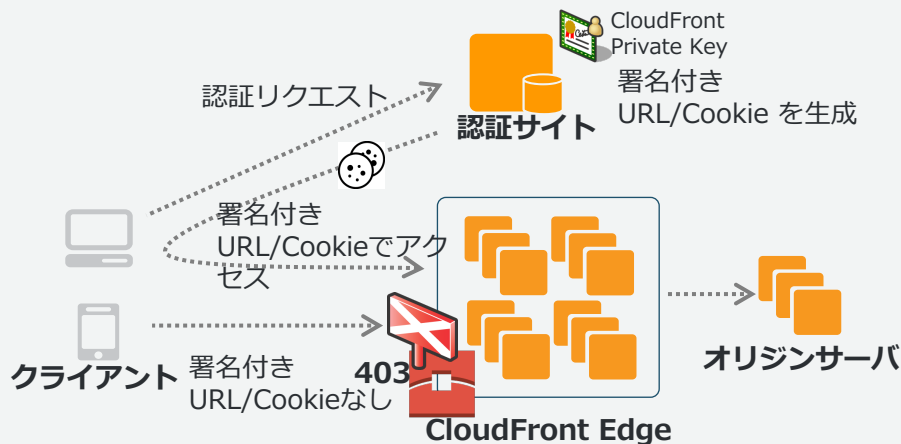 CloudFront
Private Key
署名付き
URL/Cookie を生成
認証リクエスト
認証サイト
署名付き
URL/Cookieでアク
セス
クライアント
署名付き
URL/Cookieなし
403
オリジンサーバ
CloudFront Edge